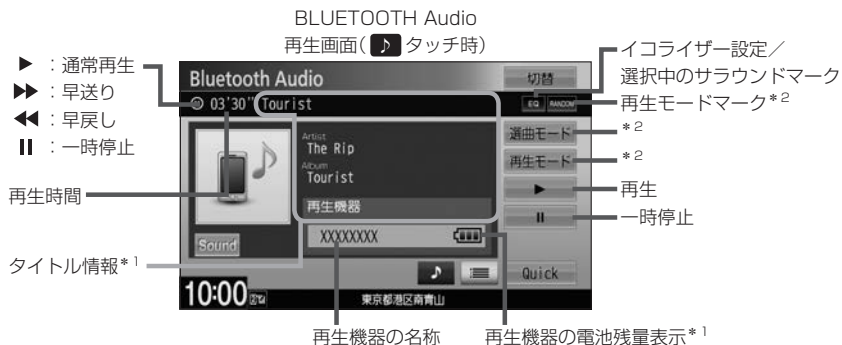 BLUETOOTH Audio
再生画面( ♪ タッチ時)
▶ ：通常再生
▶▶ ：早送り
◀◀ ：早戻し
II ：一時停止
再生時間
タイトル情報*1
Bluetooth Audio
切替
03'30" Tourist
EQ RANDOM
Artist
The Rip
Album
Tourist
再生機器
XXXXXXXX
Sound
選曲モード
再生モード
▶
II
♪
Quick
10:00
東京都港区南青山
イコライザー設定／
選択中のサラウンドマーク
再生モードマーク*2
*2
*2
再生
一時停止
再生機器の名称
再生機器の電池残量表示*1